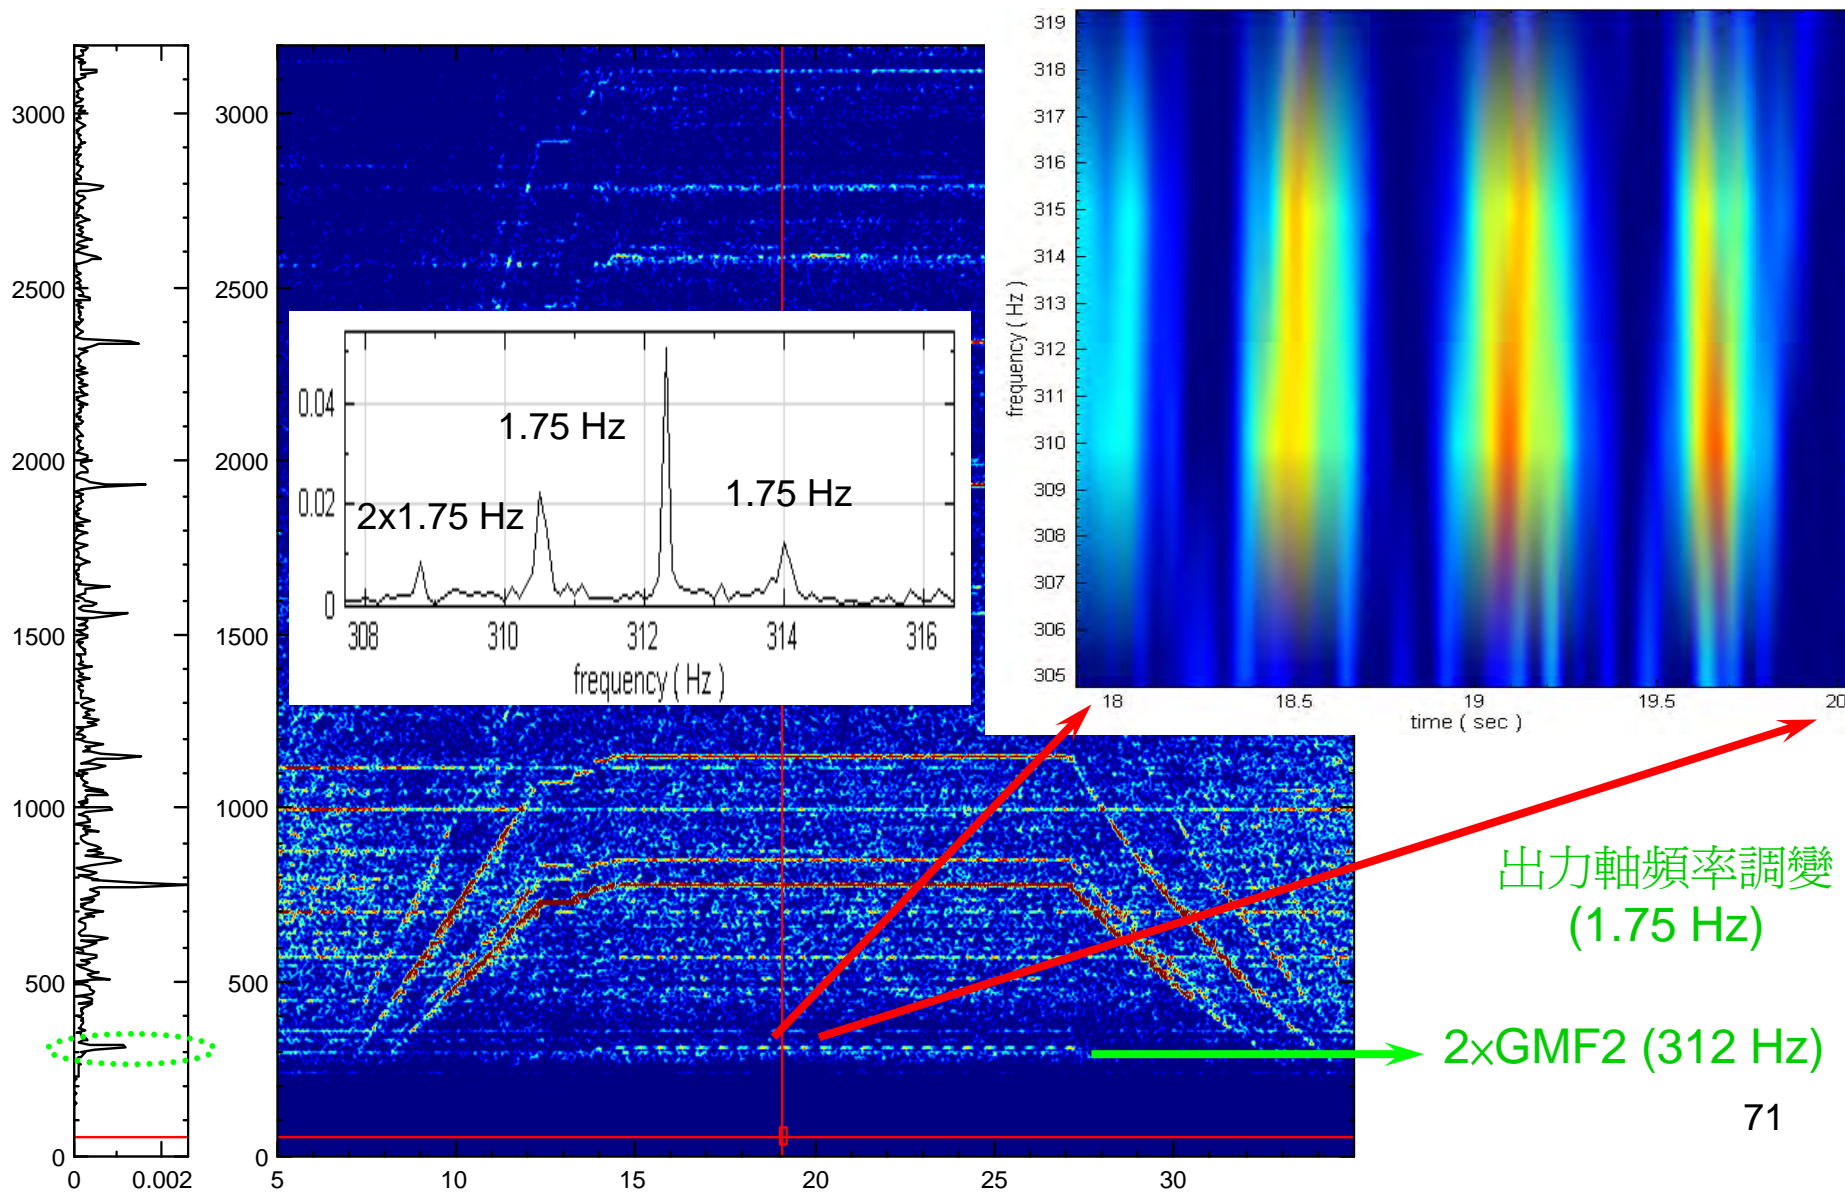 3000
2500
2000
1500
1000
500
0
0 0.002
3000
2500
2000
1500
1000
500
0
5 10 15 20 25 30
0.04
0.02
0
1.75 Hz
2x1.75 Hz
1.75 Hz
308 310 312 314 316
frequency ( Hz )
319
318
317
316
315
314
313
312
311
310
309
308
307
306
305
frequency ( Hz )
18 18.5 19 19.5 20
time ( sec )
出力軸頻率調變
(1.75 Hz)
2xGMF2 (312 Hz)
71